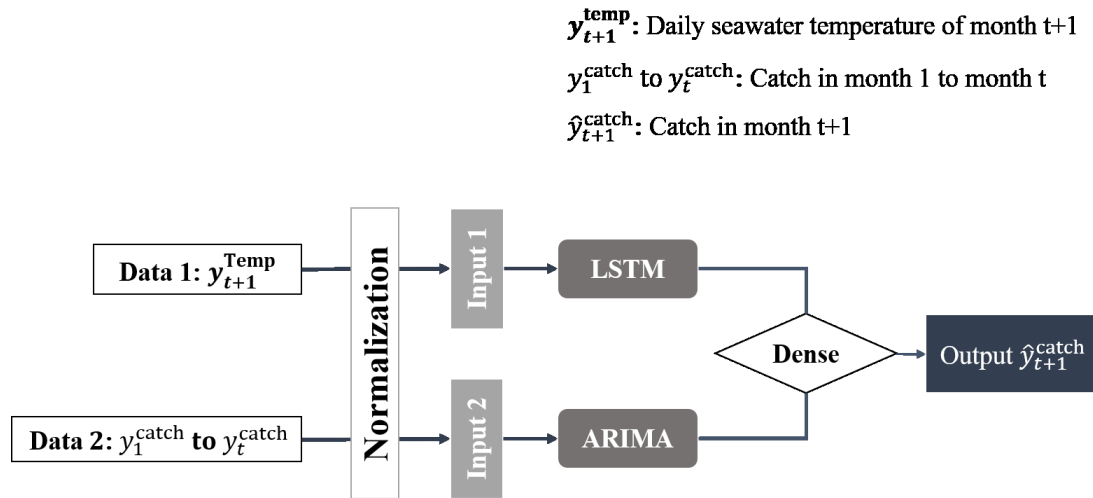 y_{t+1}^{temp}: Daily seawater temperature of month t+1
y_1^{catch} to y_t^{catch}: Catch in month 1 to month t
ŷ_{t+1}^{catch}: Catch in month t+1
Normalization
Data 1: y_{t+1}^{Temp}
Input 1
LSTM
Dense
Output ŷ_{t+1}^{catch}
Data 2: y_1^{catch} to y_t^{catch}
Input 2
ARIMA